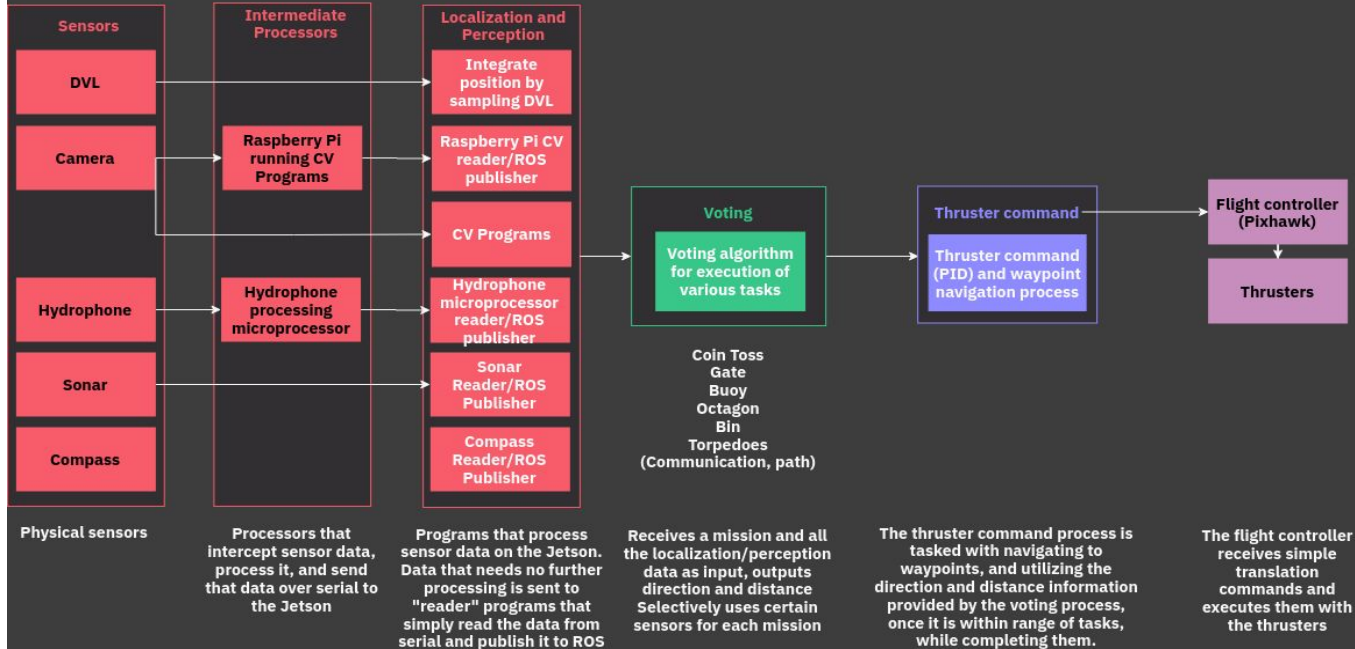 Sensors
DVL
Camera
Hydrophone
Sonar
Compass
Physical sensors
Intermediate
Processors
Raspberry Pi
running CV
Programs
Hydrophone
processing
microprocessor
Processors that
intercept sensor data,
process it, and send
that data over serial to
the Jetson
Localization and
Perception
Integrate
position by
sampling DVL
Raspberry Pi CV
reader/ROS
publisher
CV Programs
Hydrophone
microprocessor
reader/ROS
publisher
Sonar
Reader/ROS
Publisher
Compass
Reader/ROS
Publisher
Programs that process
sensor data on the Jetson.
Data that needs no further
processing is sent to
"reader" programs that
simply read the data from
serial and publish it to ROS
Voting
Voting algorithm
for execution of
various tasks
Coin Toss
Gate
Buoy
Octagon
Bin
Torpedoes
(Communication, path)
Receives a mission and all
the localization/perception
data as input, outputs
direction and distance
Selectively uses certain
sensors for each mission
Thruster command
Thruster command
(PID) and waypoint
navigation process
The thruster command process is
tasked with navigating to
waypoints, and utilizing the
direction and distance information
provided by the voting process,
once it is within range of tasks,
while completing them.
Flight controller
(Pixhawk)
Thrusters
The flight controller
receives simple
translation
commands and
executes them with
the thrusters